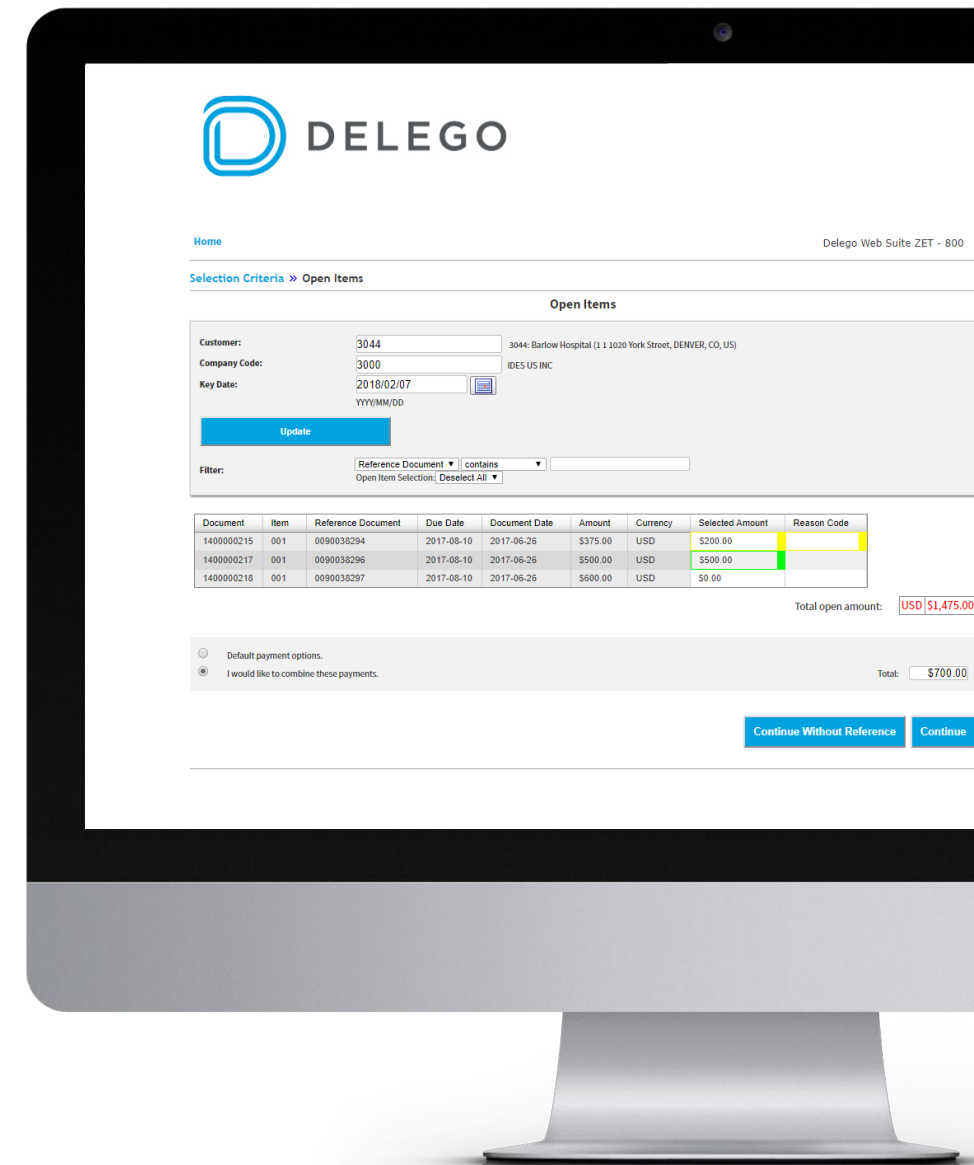 DELEGO
Home Delego Web Suite ZET - 800
Selection Criteria » Open Items
Open Items
Customer: 3044 3044: Barlow Hospital (1 1 1020 York Street, DENVER, CO, US)
Company Code: 3000 IDES US INC
Key Date: 2018/02/07
YYYY/MM/DD
Update
Filter: Reference Document ▼ contains ▼
Open Item Selection: Deselect All ▼
Document Item Reference Document Due Date Document Date Amount Currency Selected Amount Reason Code
1400000215 001 0090038294 2017-08-10 2017-06-26 $375.00 USD $200.00
1400000217 001 0090038296 2017-08-10 2017-06-26 $500.00 USD $500.00
1400000218 001 0090038297 2017-08-10 2017-06-26 $600.00 USD $0.00
Total open amount: USD $1,475.00
Default payment options.
I would like to combine these payments. Total: $700.00
Continue Without Reference Continue